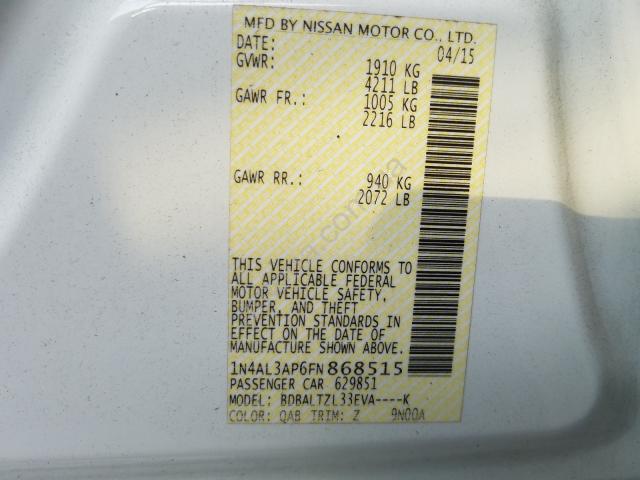 MFD BY NISSAN MOTOR CO., LTD.
DATE: 04/15
GVWR: 1910 KG
4211 LB
GAWR FR.: 1005 KG
2216 LB
GAWR RR.: 940 KG
2072 LB
THIS VEHICLE CONFORMS TO
ALL APPLICABLE FEDERAL
MOTOR VEHICLE SAFETY,
BUMPER, AND THEFT
PREVENTION STANDARDS IN
EFFECT ON THE DATE OF
MANUFACTURE SHOWN ABOVE.
1N4AL3AP6FN868515
PASSENGER CAR 629851
MODEL: BDBALTZL33EVA----K
COLOR: QAB TRIM: Z 9N00A